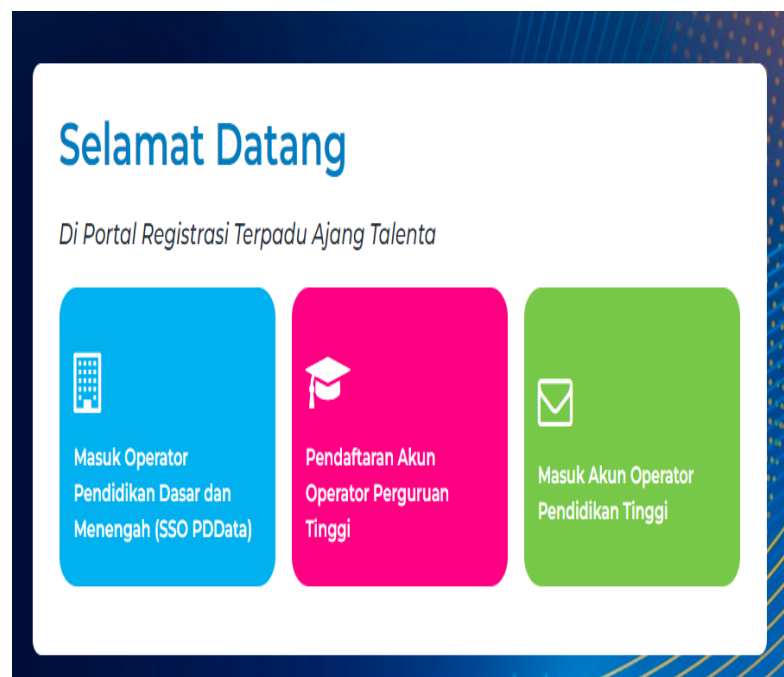 Selamat Datang
Di Portal Registrasi Terpadu Ajang Talenta
Masuk Operator
Pendidikan Dasar dan
Menengah (SSO PDData)
Pendaftaran Akun
Operator Perguruan
Tinggi
Masuk Akun Operator
Pendidikan Tinggi